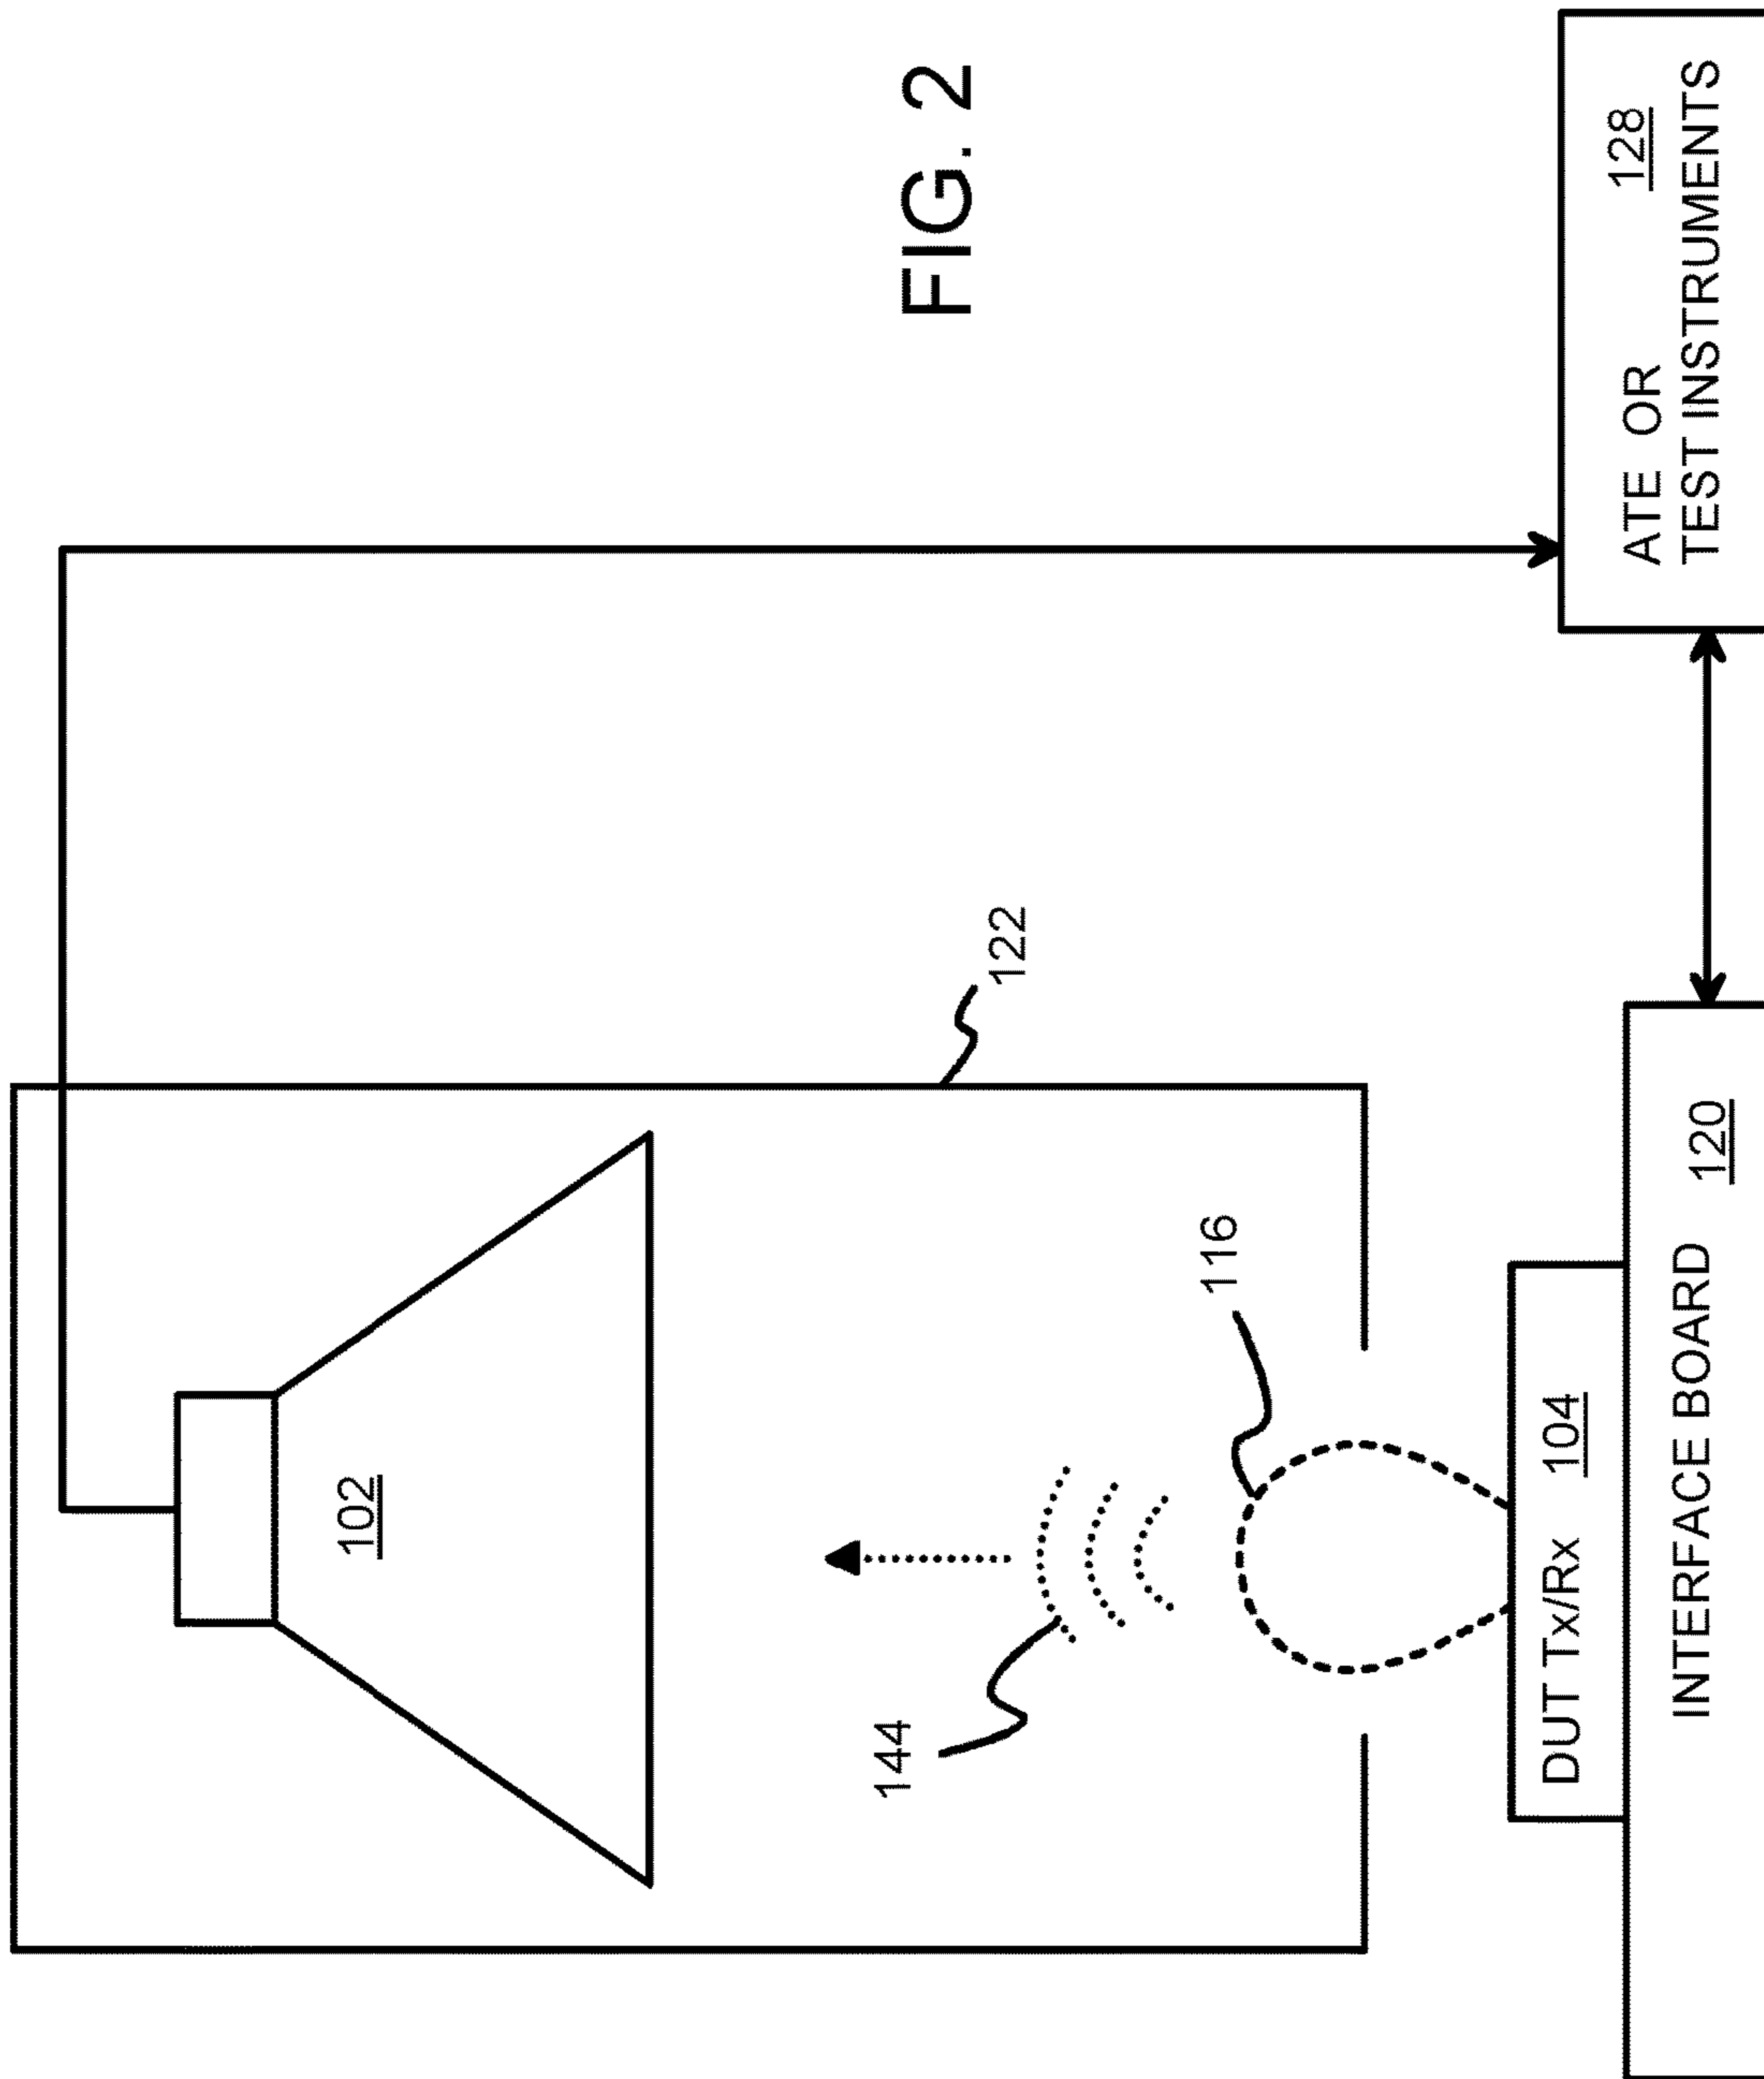 FIG. 2
102
122
144
116
DUT Tx/Rx 104
INTERFACE BOARD 120
ATE OR 128
TEST INSTRUMENTS